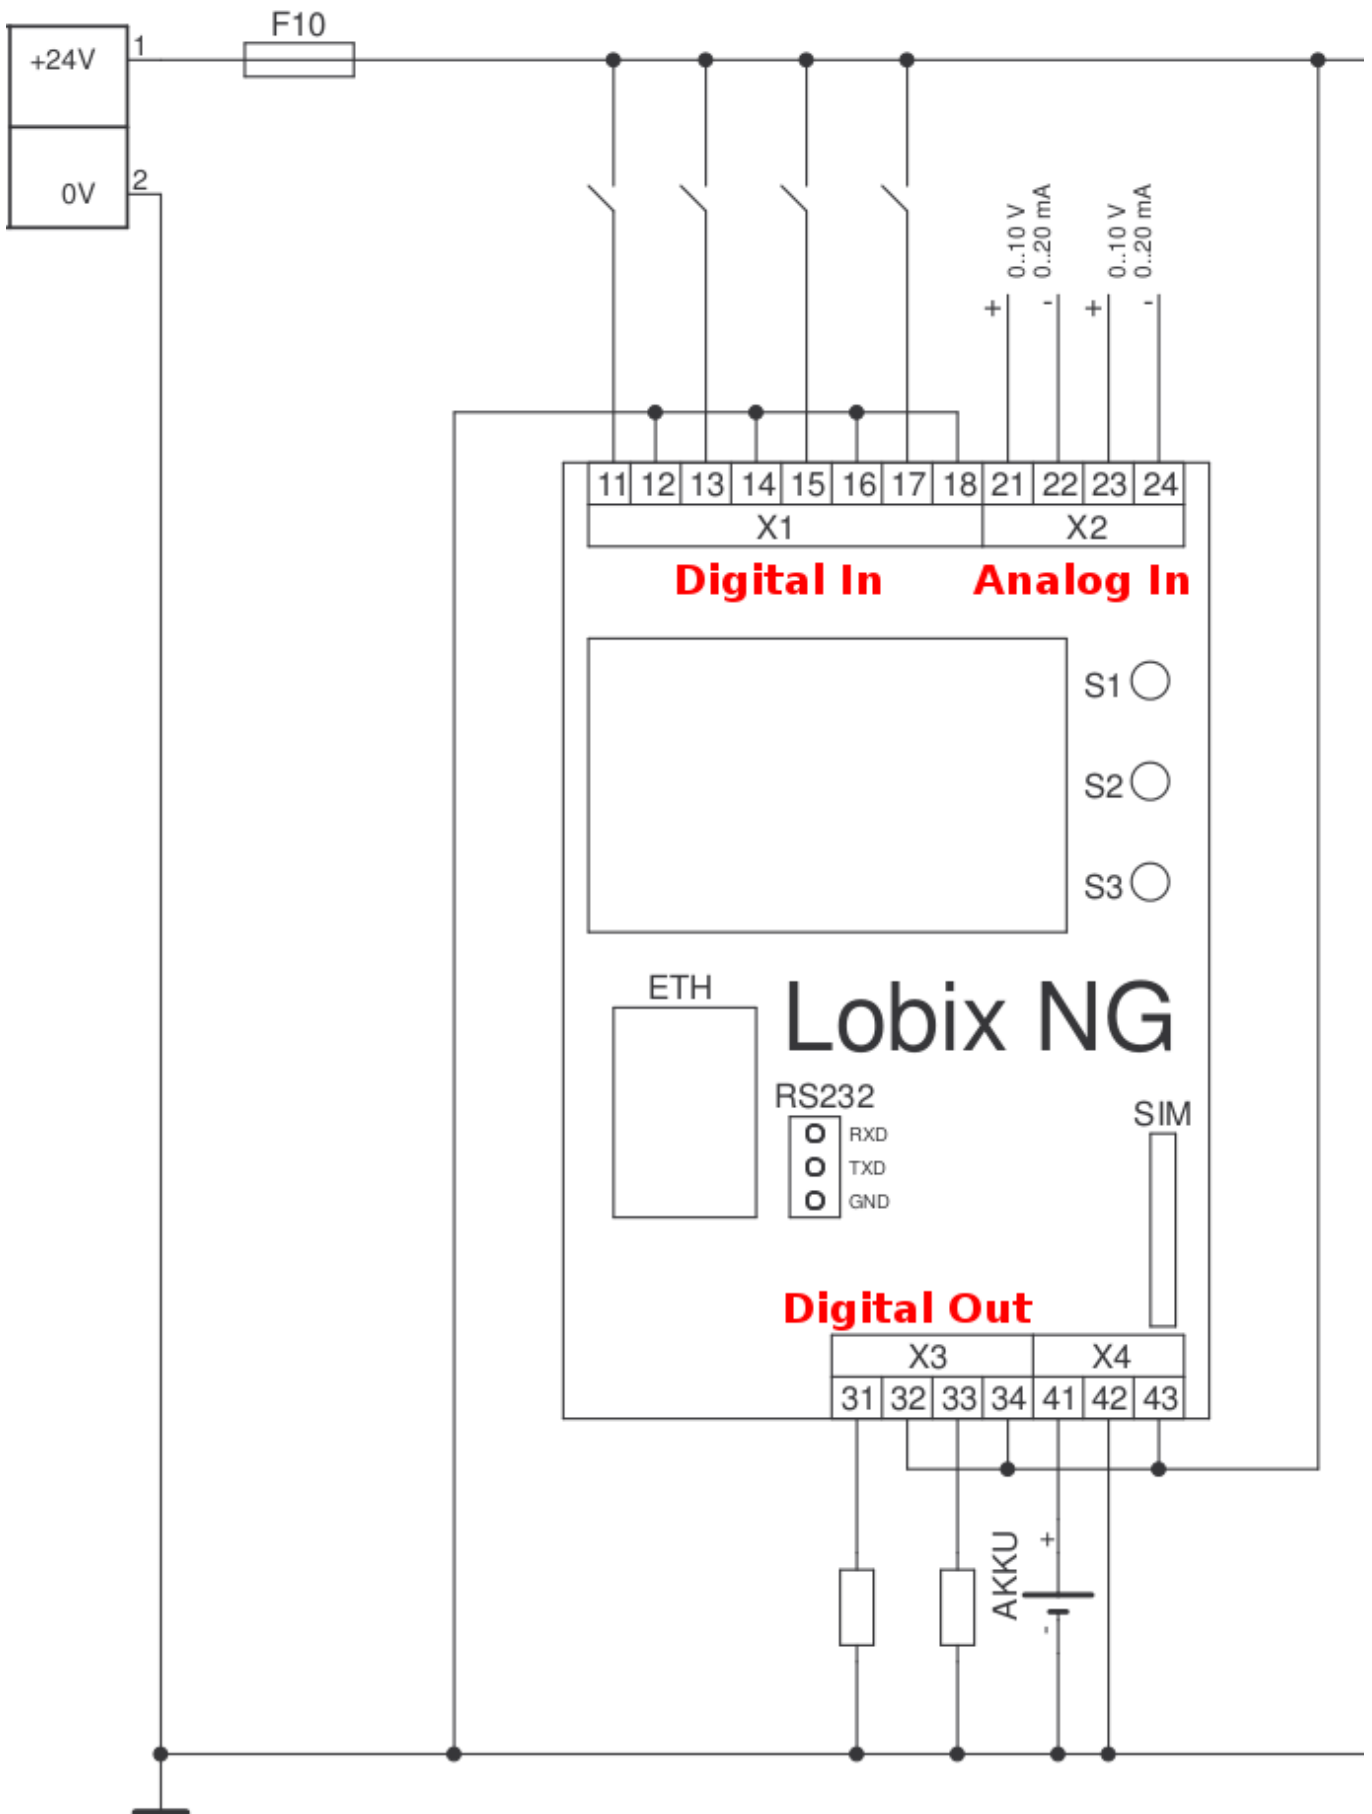 F10
+24V 1
0V 2
0..10 V
0..20 mA
0..10 V
0..20 mA
+ - + -
11 12 13 14 15 16 17 18 21 22 23 24
X1 X2
Digital In Analog In
S1
S2
S3
ETH
Lobix NG
RS232
RXD
TXD
GND
SIM
Digital Out
X3 X4
31 32 33 34 41 42 43
AKKU
+
-